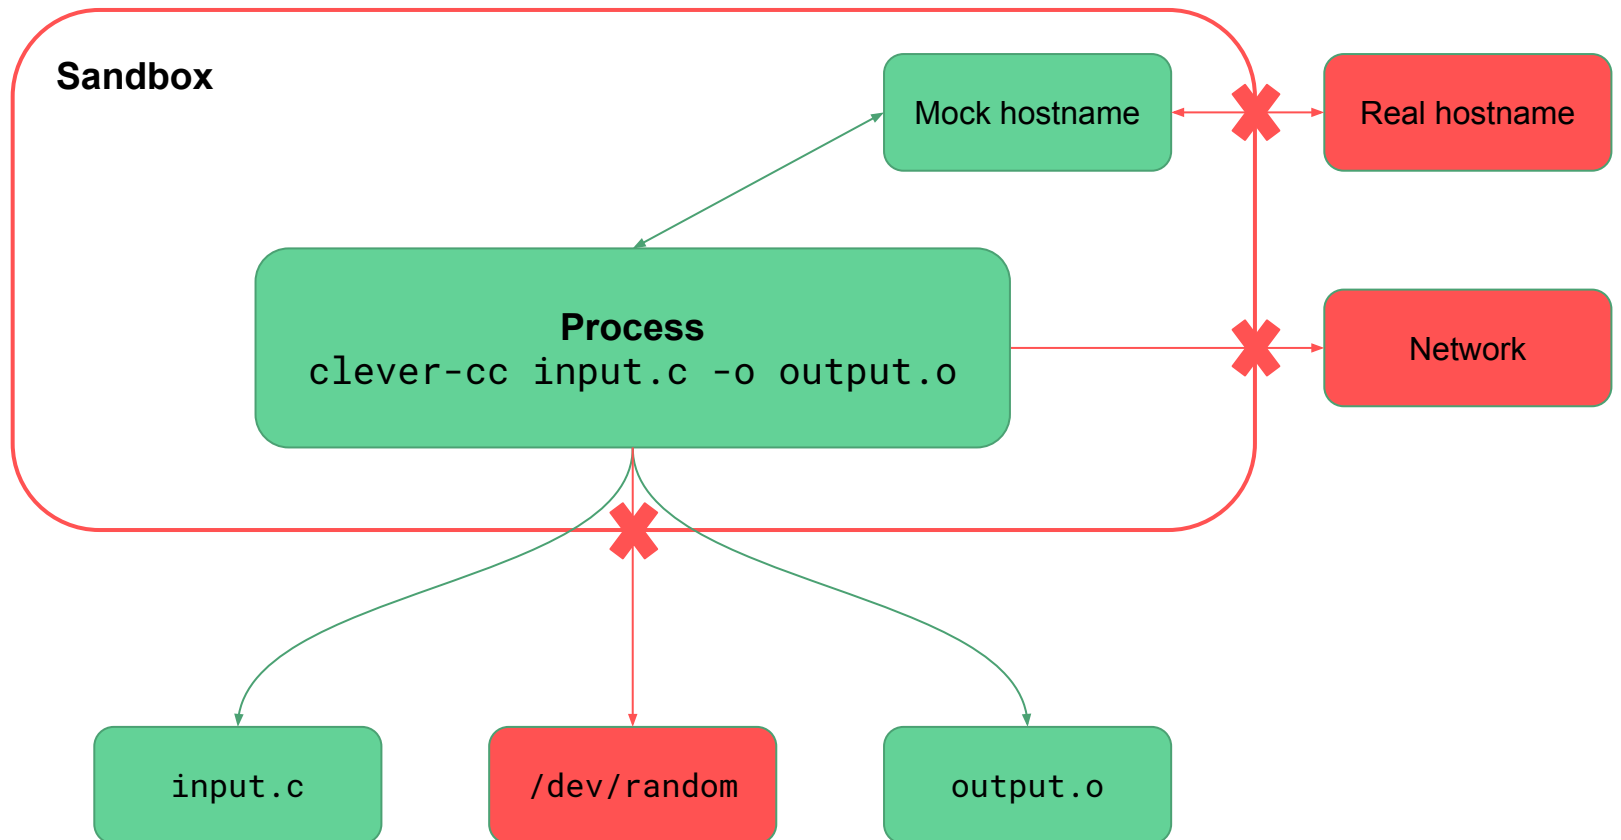 Sandbox
Mock hostname
Real hostname
Process
clever-cc input.c -o output.o
Network
input.c
/dev/random
output.o